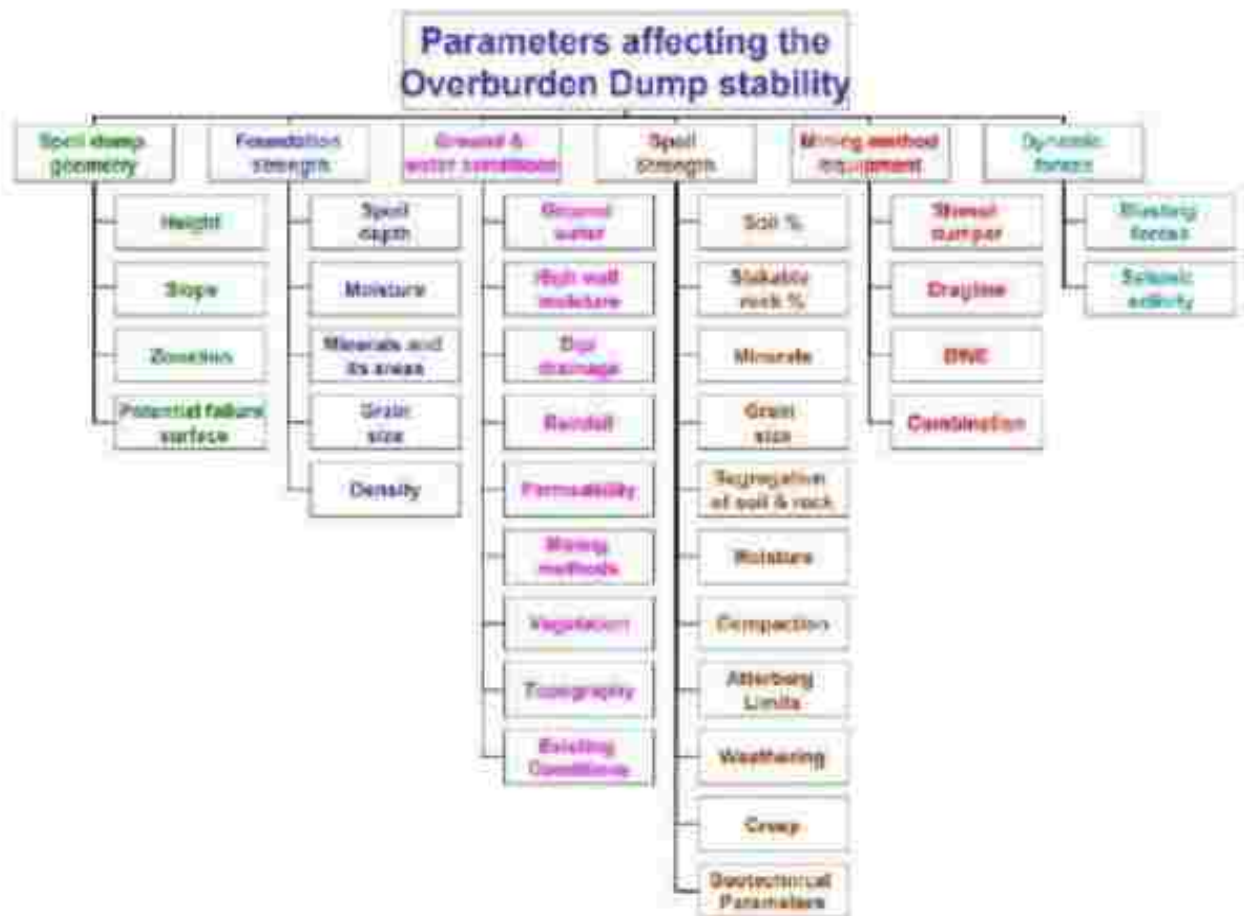 Parameters affecting the
Overburden Dump stability
Spoil dump
geometry
Foundation
strength
Ground &
water conditions
Spoil
strength
Mining method
equipment
Dynamic
forces
Height
Slope
Zonation
Potential failure
surface
Spoil
depth
Moisture
Minerals and
its areas
Grain
size
Density
Ground
water
High wall
moisture
drainage
Rainfall
Permeability
Mining
methods
Vegetation
Topography
Existing
Conditions
Soil %
rock %
Minerals
Grain
size
Segregation
of soil & rock
Moisture
Compaction
Atterberg
Limits
Weathering
Creep
Geotechnical
Parameters
dumper
Dragline
Combination
Blasting
forces
Seismic
activity